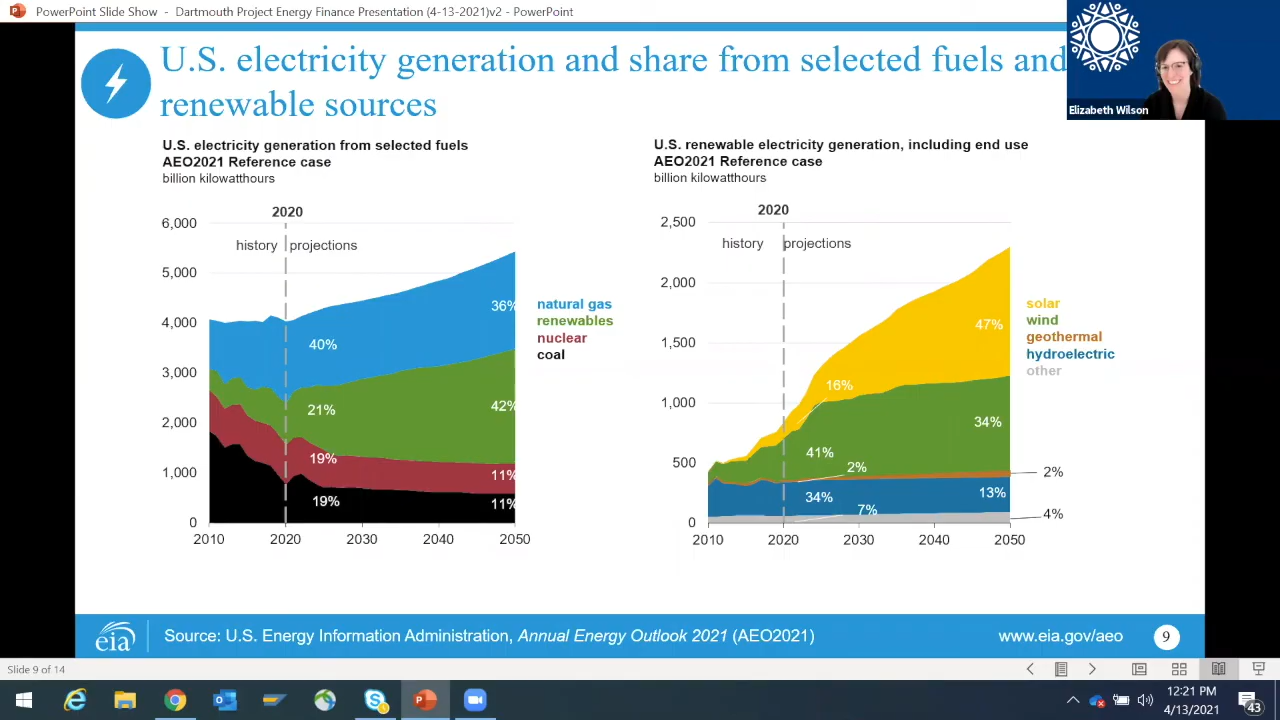 PowerPoint Slide Show - Dartmouth Project Energy Finance Presentation (4-13-2021)v2 - PowerPoint
U.S. electricity generation and share from selected fuels and
renewable sources
Elizabeth Wilson
U.S. electricity generation from selected fuels
AEO2021 Reference case
billion kilowatthours
2020
history
projections
6,000
5,000
4,000
3,000
2,000
1,000
0
36%
40%
42%
21%
19%
11%
19%
11%
2010
2020
2030
2040
2050
natural gas
renewables
nuclear
coal
U.S. renewable electricity generation, including end use
AEO2021 Reference case
billion kilowatthours
2020
history
projections
2,500
2,000
1,500
1,000
500
0
47%
16%
34%
41%
2%
2%
34%
13%
7%
4%
2010
2020
2030
2040
2050
solar
wind
geothermal
hydroelectric
other
eia
Source: U.S. Energy Information Administration, Annual Energy Outlook 2021 (AEO2021)
www.eia.gov/aeo
9
Slide 9 of 14
12:21 PM
4/13/2021
43